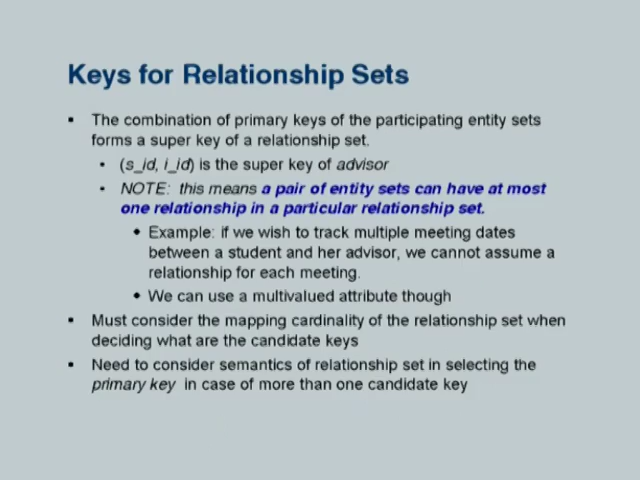 Keys for Relationship Sets
▪ The combination of primary keys of the participating entity sets
forms a super key of a relationship set.
• (s_id, i_id) is the super key of advisor
• NOTE: this means a pair of entity sets can have at most
one relationship in a particular relationship set.
◆ Example: if we wish to track multiple meeting dates
between a student and her advisor, we cannot assume a
relationship for each meeting.
◆ We can use a multivalued attribute though
▪ Must consider the mapping cardinality of the relationship set when
deciding what are the candidate keys
▪ Need to consider semantics of relationship set in selecting the
primary key in case of more than one candidate key